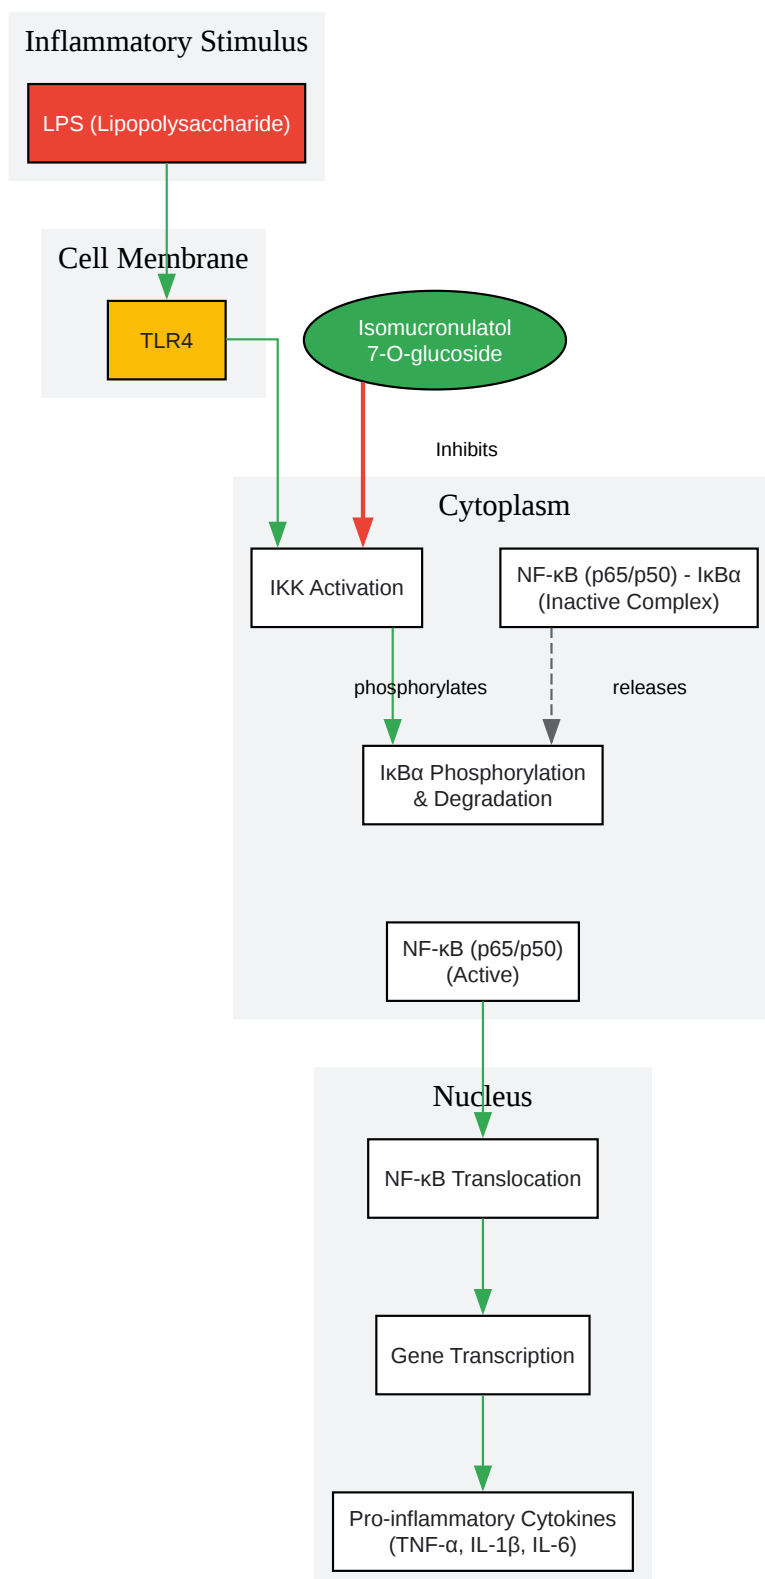 Inflammatory Stimulus
LPS (Lipopolysaccharide)
Cell Membrane
TLR4
Isomucronulatol
7-O-glucoside
Inhibits
Cytoplasm
IKK Activation
NF-κB (p65/p50) - IκBα
(Inactive Complex)
phosphorylates
releases
IκBα Phosphorylation
& Degradation
NF-κB (p65/p50)
(Active)
Nucleus
NF-κB Translocation
Gene Transcription
Pro-inflammatory Cytokines
(TNF-α, IL-1β, IL-6)